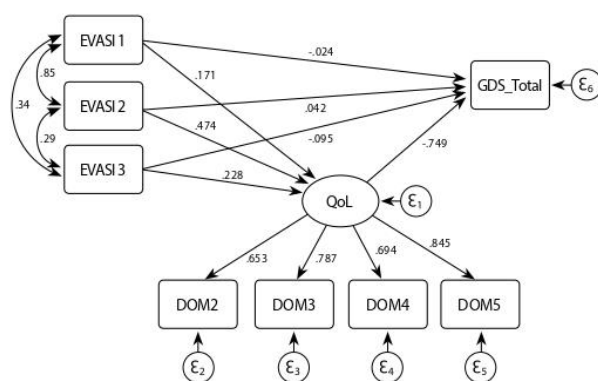 EVASI 1
-.024
.171
.85
GDS_Total
ε6
.34
EVASI 2
.042
.474
.29
-.095
-.749
EVASI 3
.228
QoL
ε1
.653
.787
.694
.845
DOM2
DOM3
DOM4
DOM5
ε2
ε3
ε4
ε5